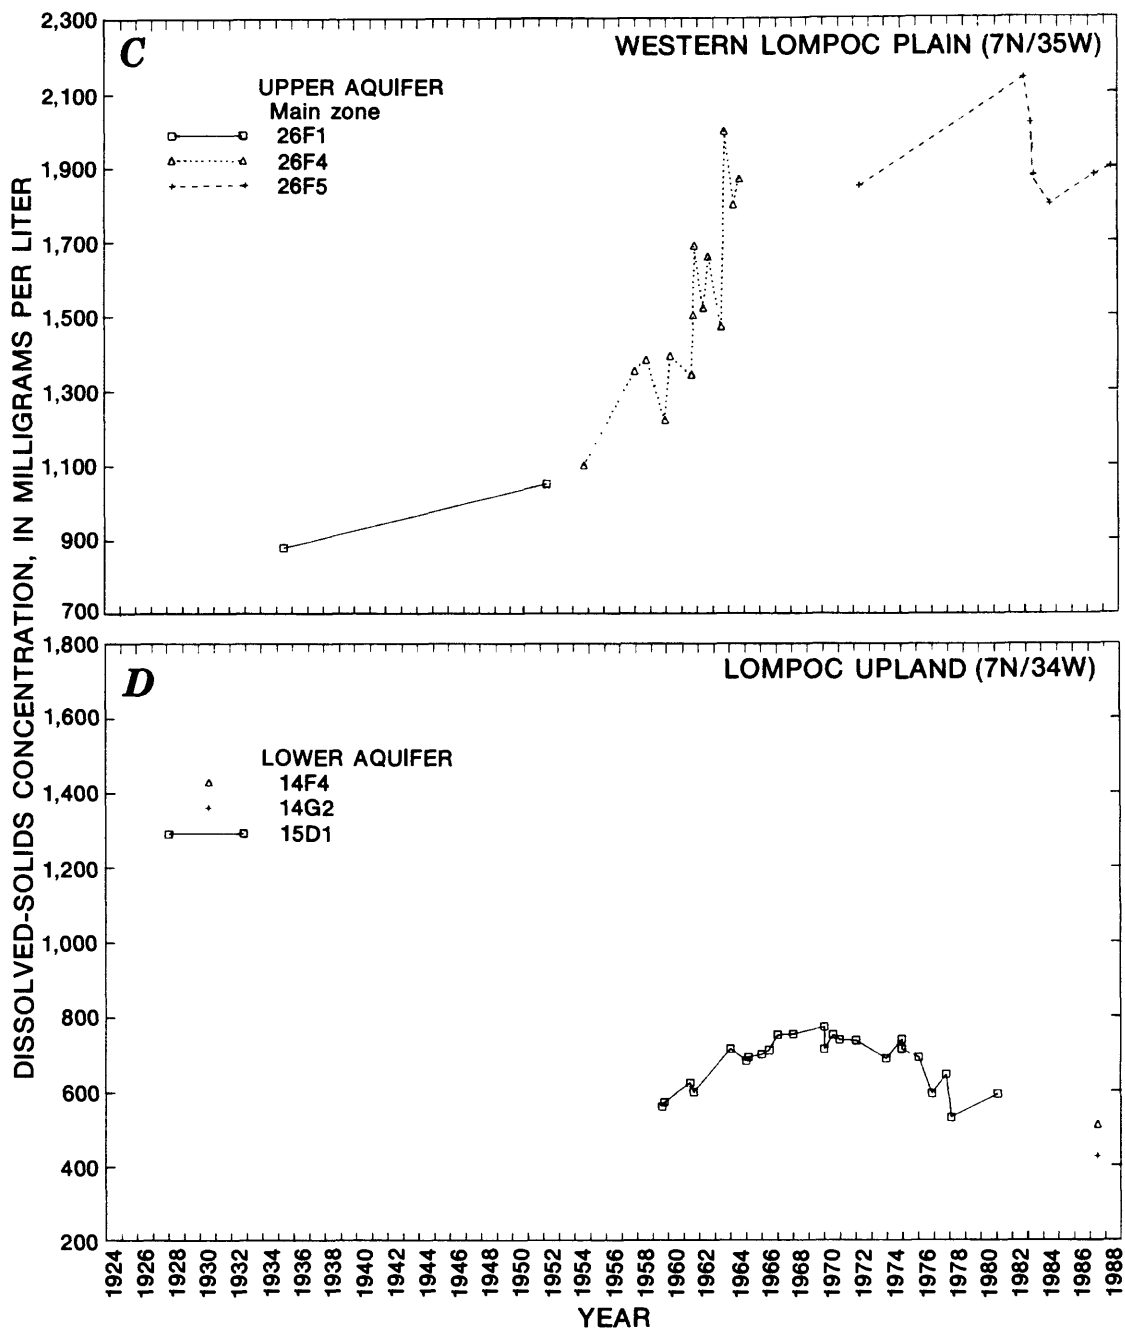 C
WESTERN LOMPOC PLAIN (7N/35W)
UPPER AQUIFER
Main zone
26F1
26F4
26F5
2,300
2,100
1,900
1,700
1,500
1,300
1,100
900
700
DISSOLVED-SOLIDS CONCENTRATION, IN MILLIGRAMS PER LITER
D
LOMPOC UPLAND (7N/34W)
LOWER AQUIFER
14F4
14G2
15D1
1,800
1,600
1,400
1,200
1,000
800
600
400
200
1924 1926 1928 1930 1932 1934 1936 1938 1940 1942 1944 1946 1948 1950 1952 1954 1956 1958 1960 1962 1964 1966 1968 1970 1972 1974 1976 1978 1980 1982 1984 1986 1988
YEAR